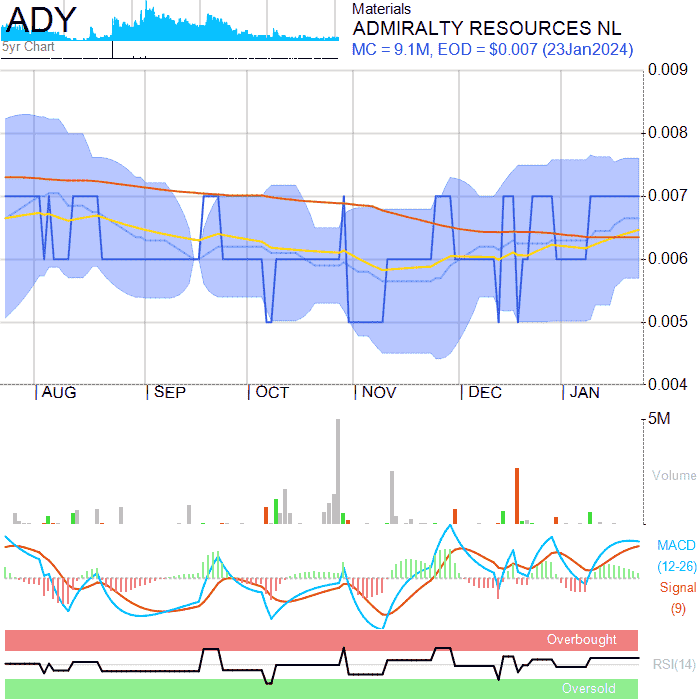 ADY
5yr Chart
Materials
ADMIRALTY RESOURCES NL
MC = 9.1M, EOD = $0.007 (23Jan2024)
0.009
0.008
0.007
0.006
0.005
0.004
AUG SEP OCT NOV DEC JAN
5M
Volume
MACD
(12-26)
Signal
(9)
Overbought
RSI(14)
Oversold